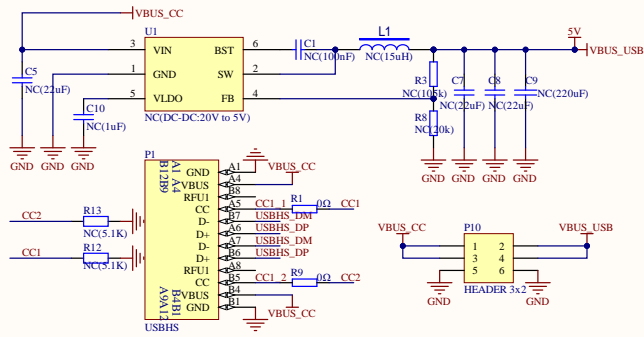 VBUS_CC
U1
3 VIN BST 6
1 GND SW 2
5 VLDO FB 4
NC(DC-DC:20V to 5V)
C5
NC(22uF)
C10
NC(1uF)
GND GND GND
C1
NC(100nF)
L1
NC(15uH)
5V
VBUS_USB
R3
NC(105k)
R8
NC(20k)
C7
NC(22uF)
C8
NC(22uF)
C9
NC(220uF)
GND GND GND GND
P1
A1 A4
B12B9
GND A1
VBUS A4
RFU1 B8
CC A5
D- B7
D+ A6
D- A7
D+ B6
RFU1 A8
CC B5
VBUS B4
GND B1
B4B1
A9A12
USBHS
GND
VBUS_CC
CC1_1 R1 0Ω CC1
USBHS_DM
USBHS_DP
USBHS_DM
USBHS_DP
CC1_2 R9 0Ω CC2
VBUS_CC
GND
CC2 R13
NC(5.1K)
GND
CC1 R12
NC(5.1K)
GND
VBUS_CC P10 VBUS_USB
1 2
3 4
5 6
GND GND
HEADER 3x2